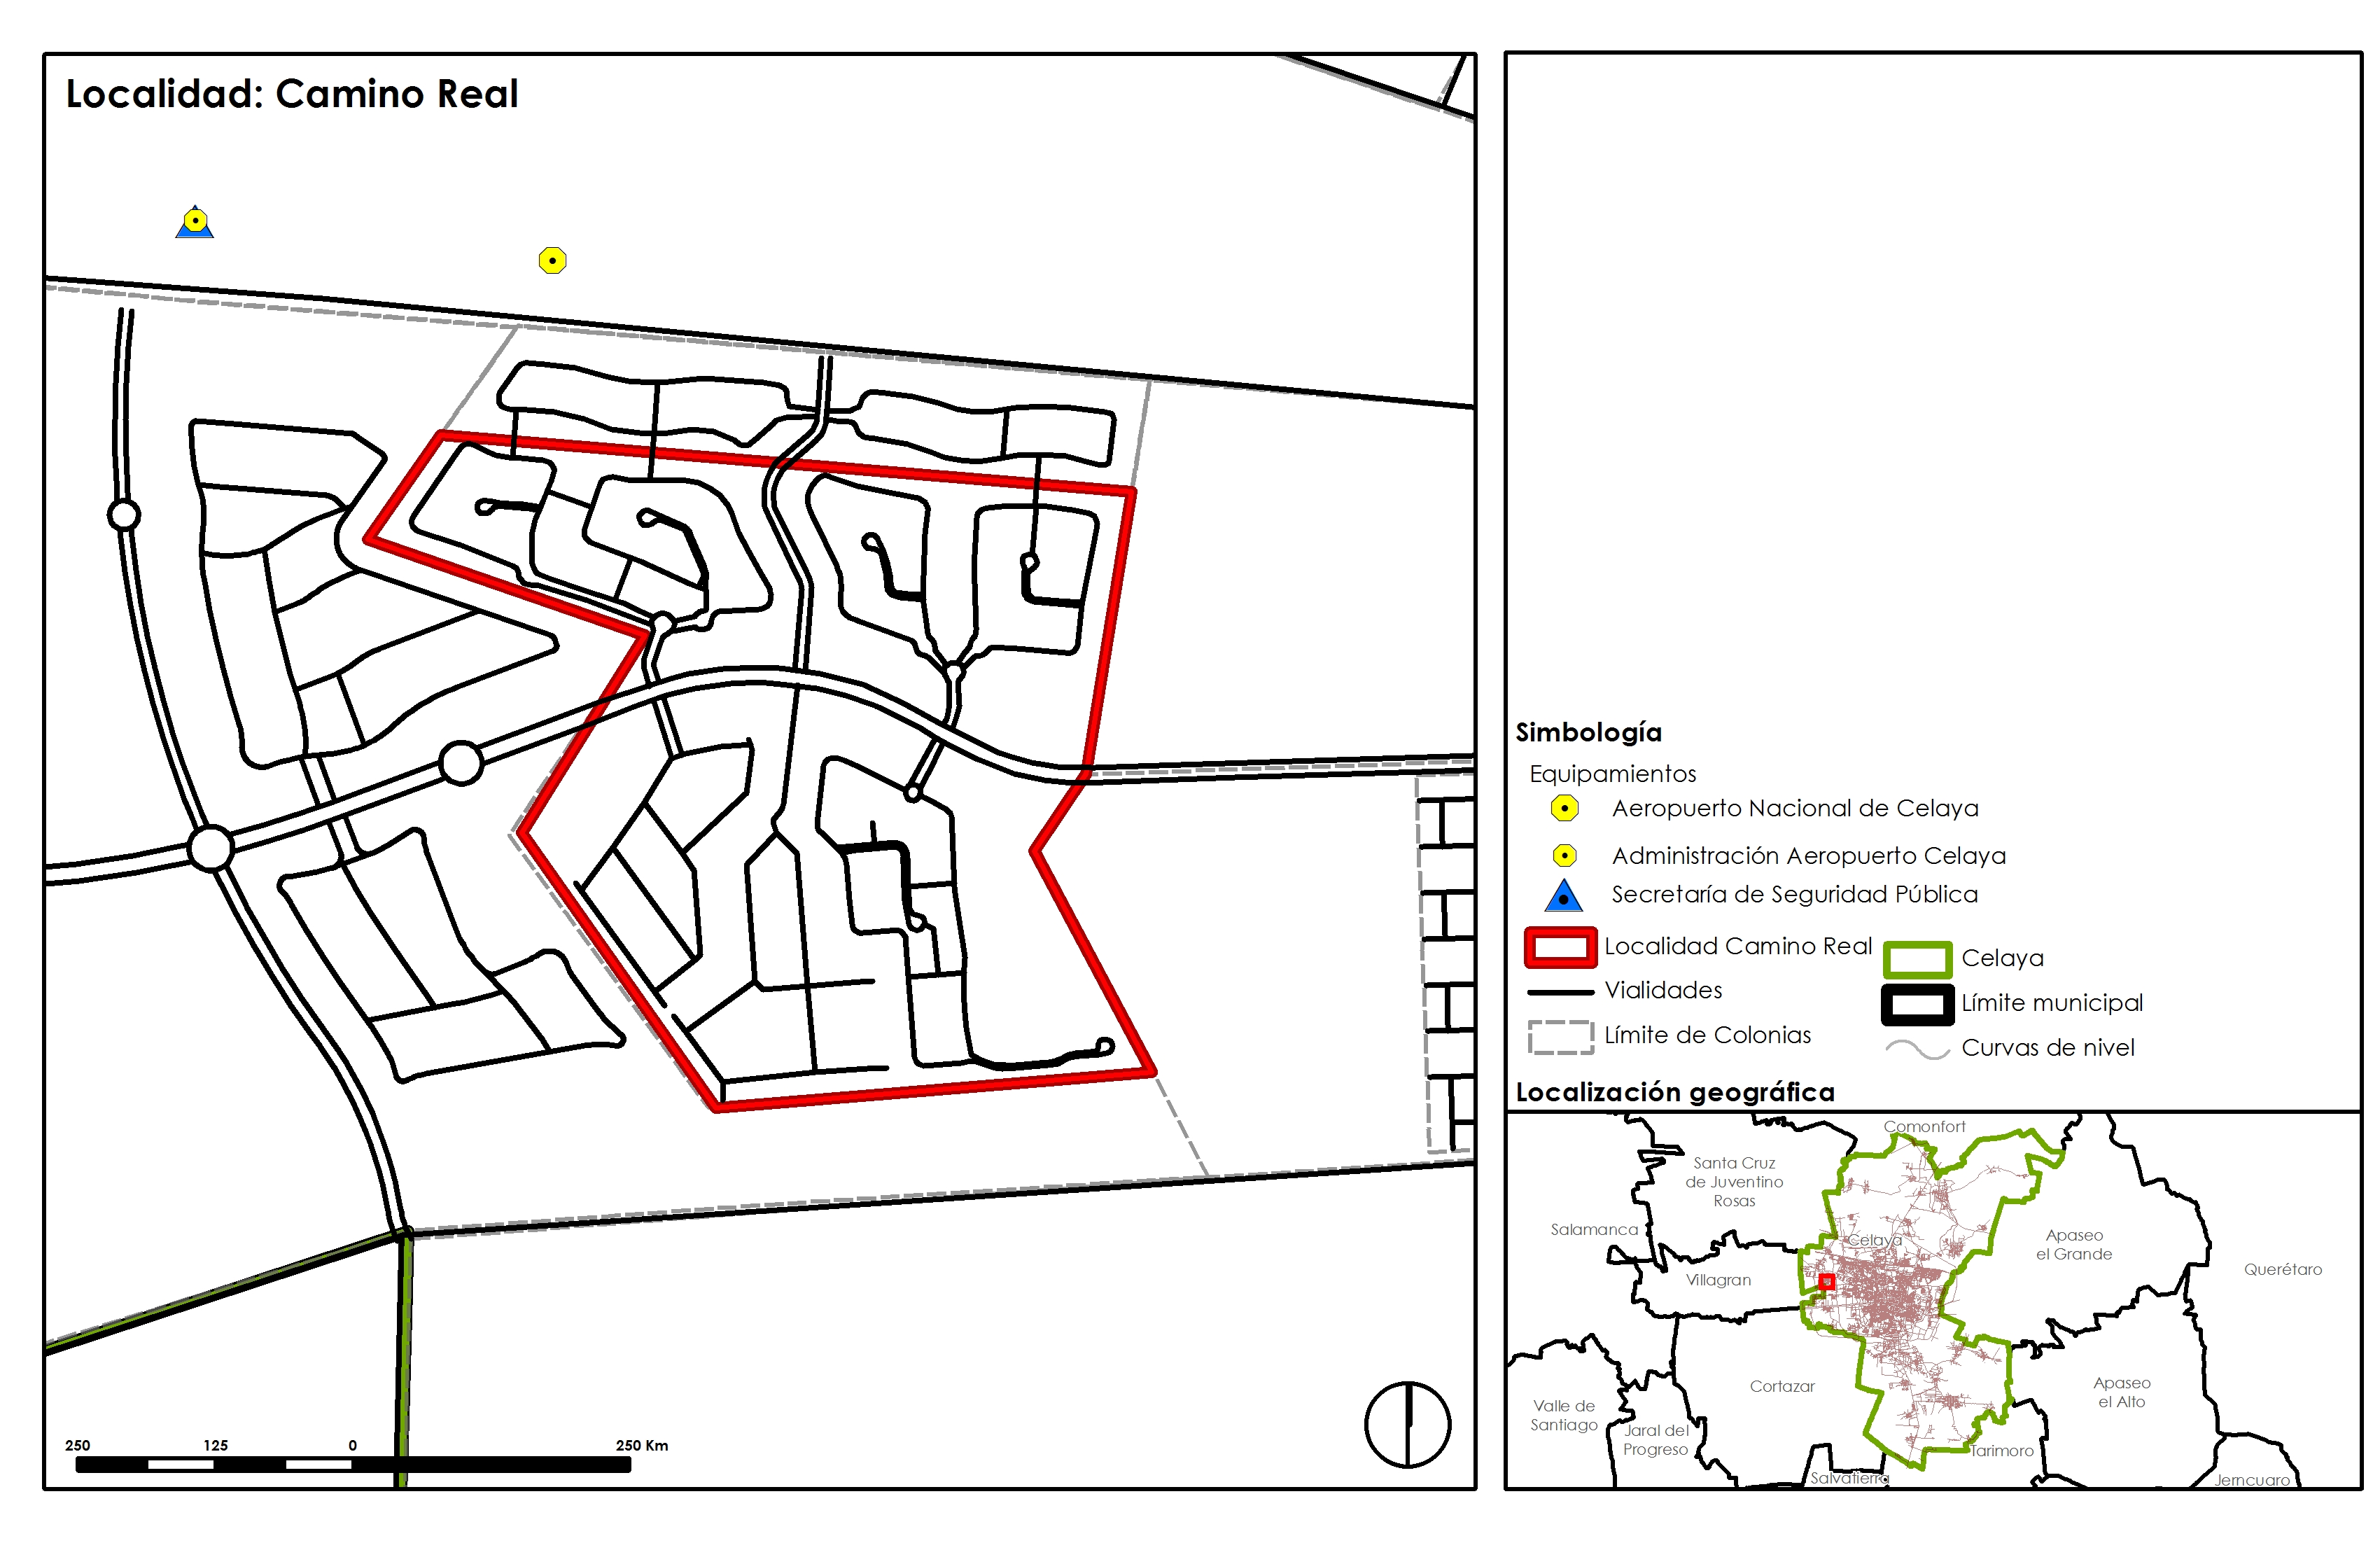 Localidad: Camino Real
250 125 0 250 Km
Simbología
Equipamientos
Aeropuerto Nacional de Celaya
Administración Aeropuerto Celaya
Secretaría de Seguridad Pública
Localidad Camino Real
Vialidades
Límite de Colonias
Celaya
Límite municipal
Curvas de nivel
Localización geográfica
Comonfort
Santa Cruz
de Juventino
Rosas
Salamanca
Celaya
Apaseo
el Grande
Querétaro
Villagran
Cortazar
Apaseo
el Alto
Valle de
Santiago
Jaral del
Progreso
Tarimoro
Salvatierra
Jerncuaro